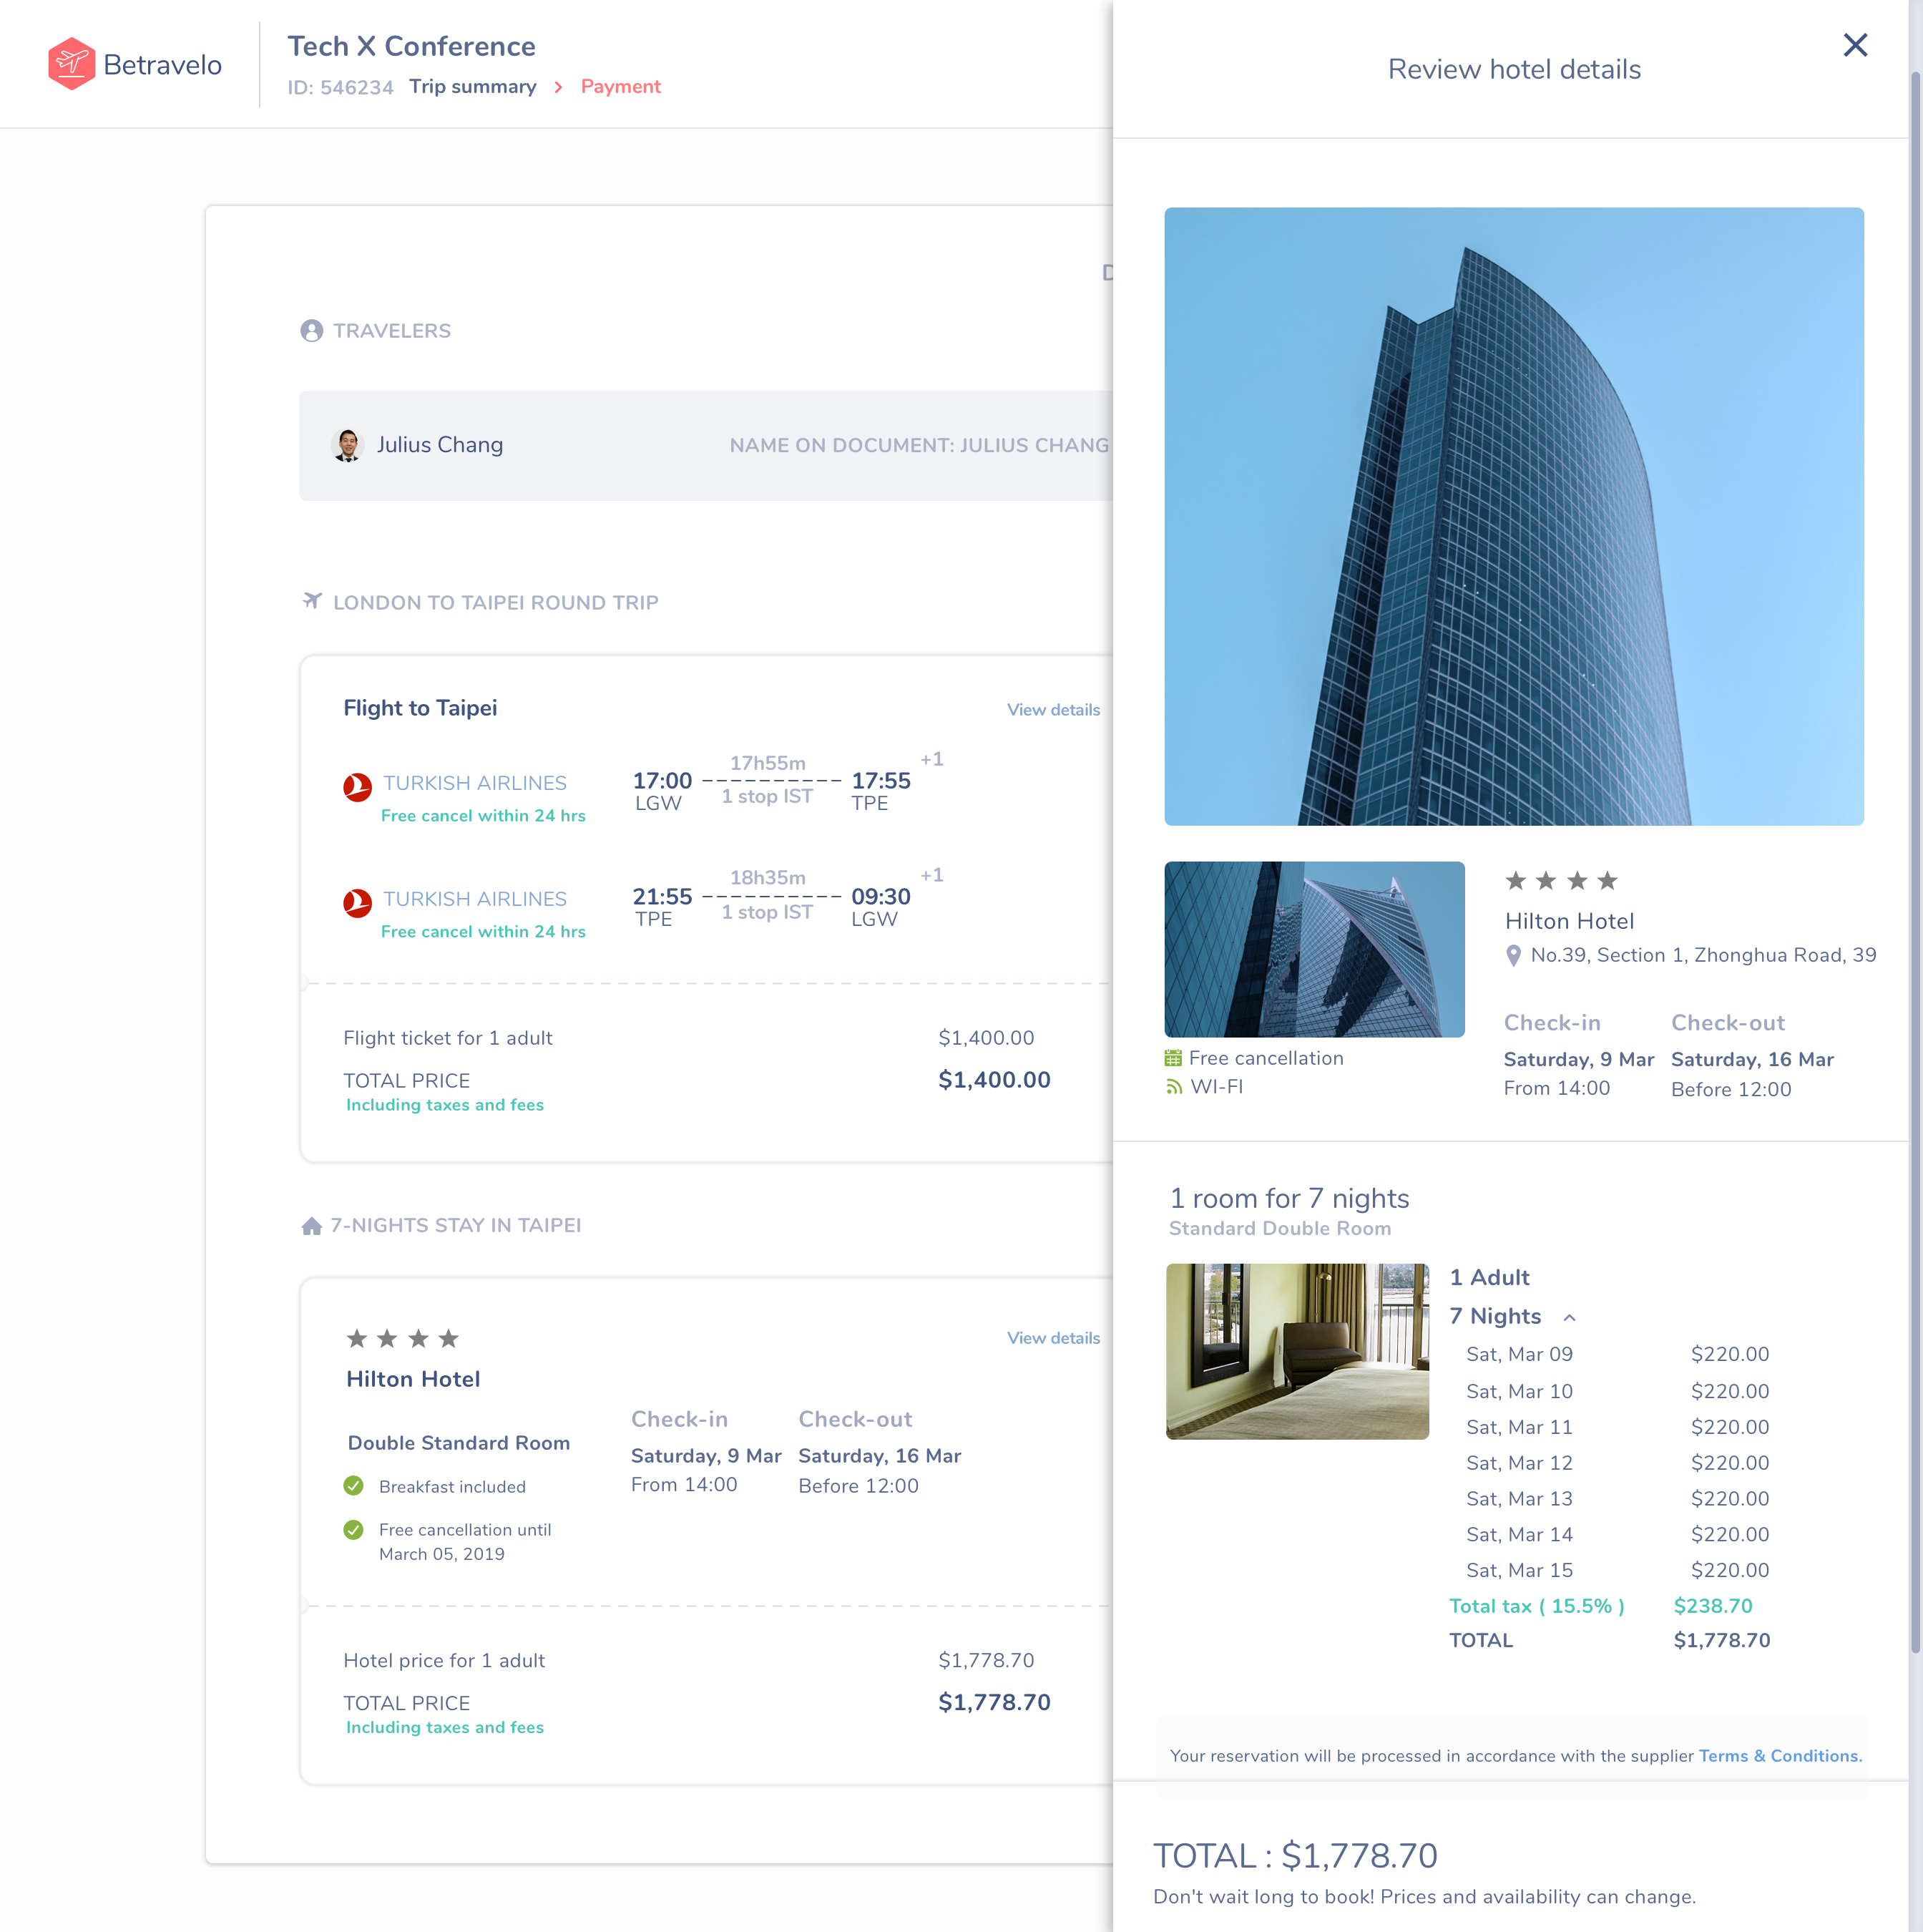 Betravelo
Tech X Conference
ID: 546234 Trip summary > Payment
TRAVELERS
Julius Chang
NAME ON DOCUMENT: JULIUS CHANG
LONDON TO TAIPEI ROUND TRIP
Flight to Taipei
View details
TURKISH AIRLINES
Free cancel within 24 hrs
17:00
LGW
17h55m
1 stop IST
17:55
TPE
+1
TURKISH AIRLINES
Free cancel within 24 hrs
21:55
TPE
18h35m
1 stop IST
09:30
LGW
+1
Flight ticket for 1 adult $1,400.00
TOTAL PRICE $1,400.00
Including taxes and fees
7-NIGHTS STAY IN TAIPEI
View details
Hilton Hotel
Double Standard Room
Breakfast included
Free cancellation until
March 05, 2019
Check-in
Saturday, 9 Mar
From 14:00
Check-out
Saturday, 16 Mar
Before 12:00
Hotel price for 1 adult $1,778.70
TOTAL PRICE $1,778.70
Including taxes and fees
Review hotel details
Hilton Hotel
No.39, Section 1, Zhonghua Road, 39
Check-in
Saturday, 9 Mar
From 14:00
Check-out
Saturday, 16 Mar
Before 12:00
Free cancellation
WI-FI
1 room for 7 nights
Standard Double Room
1 Adult
7 Nights
Sat, Mar 09 $220.00
Sat, Mar 10 $220.00
Sat, Mar 11 $220.00
Sat, Mar 12 $220.00
Sat, Mar 13 $220.00
Sat, Mar 14 $220.00
Sat, Mar 15 $220.00
Total tax ( 15.5% ) $238.70
TOTAL $1,778.70
Your reservation will be processed in accordance with the supplier Terms & Conditions.
TOTAL : $1,778.70
Don't wait long to book! Prices and availability can change.